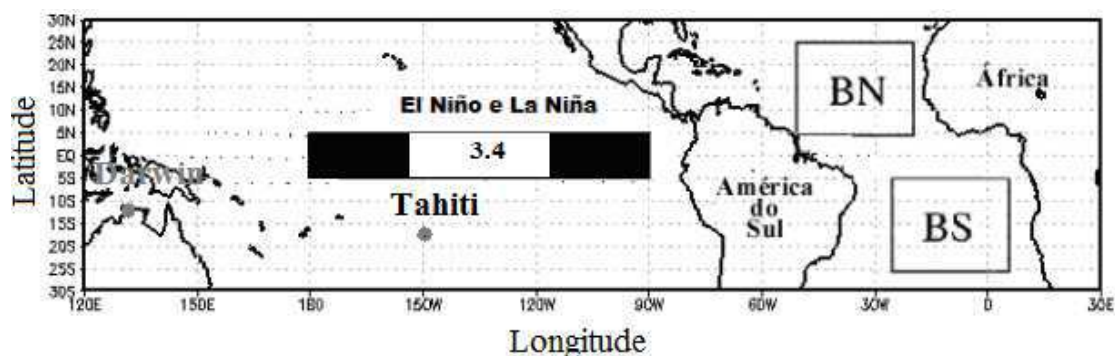 30N
25N
20N
15N
10N
5N
EQ
5S
10S
15S
20S
25S
30S
Latitude
El Niño e La Niña
3.4
Darwin
Tahiti
América
do
Sul
BN
África
BS
120E 150E 180 150W 120W 90W 60W 30W 0 30E
Longitude